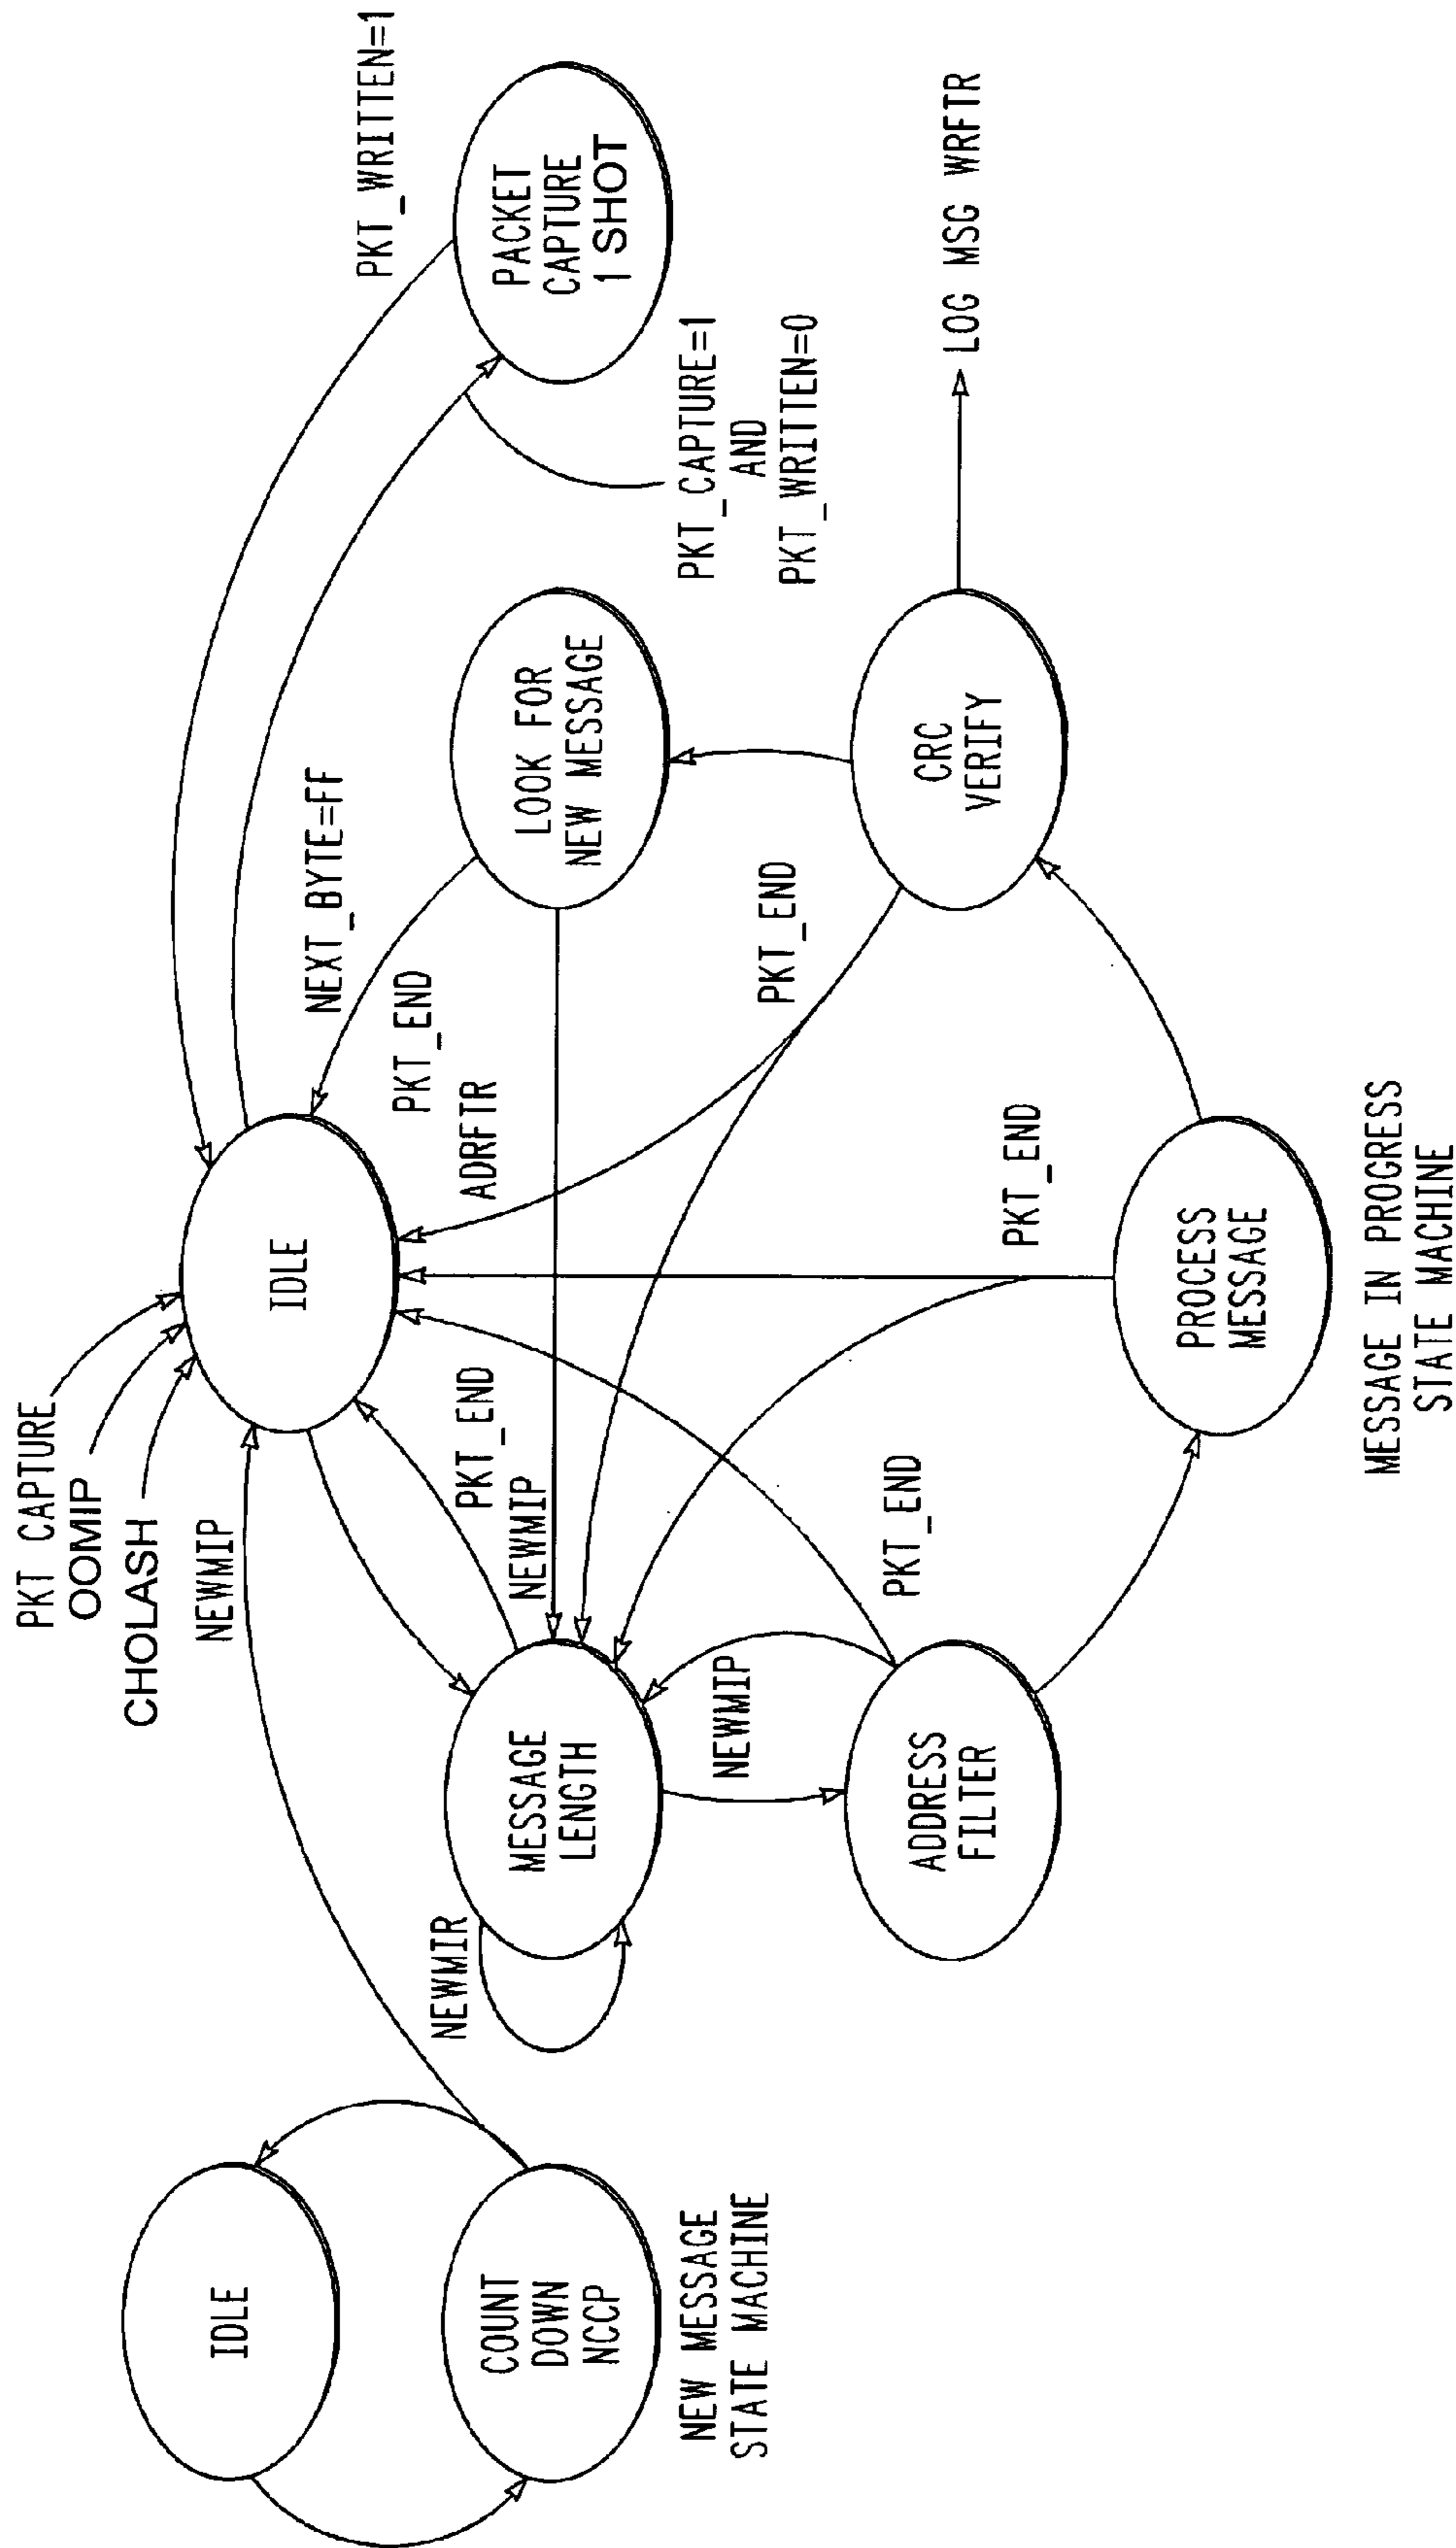 PKT CAPTURE
OOMIP
CHOLASH
NEWMIP
IDLE
IDLE
COUNT
DOWN
NCCP
NEW MESSAGE
STATE MACHINE
PKT_WRITTEN=1
PACKET
CAPTURE
1 SHOT
PKT_CAPTURE=1
AND
PKT_WRITTEN=0
NEXT_BYTE=FF
PKT_END
ADRFTR
LOOK FOR
NEW MESSAGE
PKT_END
NEWMIP
NEWMIR
MESSAGE
LENGTH
NEWMIP
PKT_END
CRC
VERIFY
LOG MSG WRFTR
ADDRESS
FILTER
PKT_END
PKT_END
PROCESS
MESSAGE
MESSAGE IN PROGRESS
STATE MACHINE